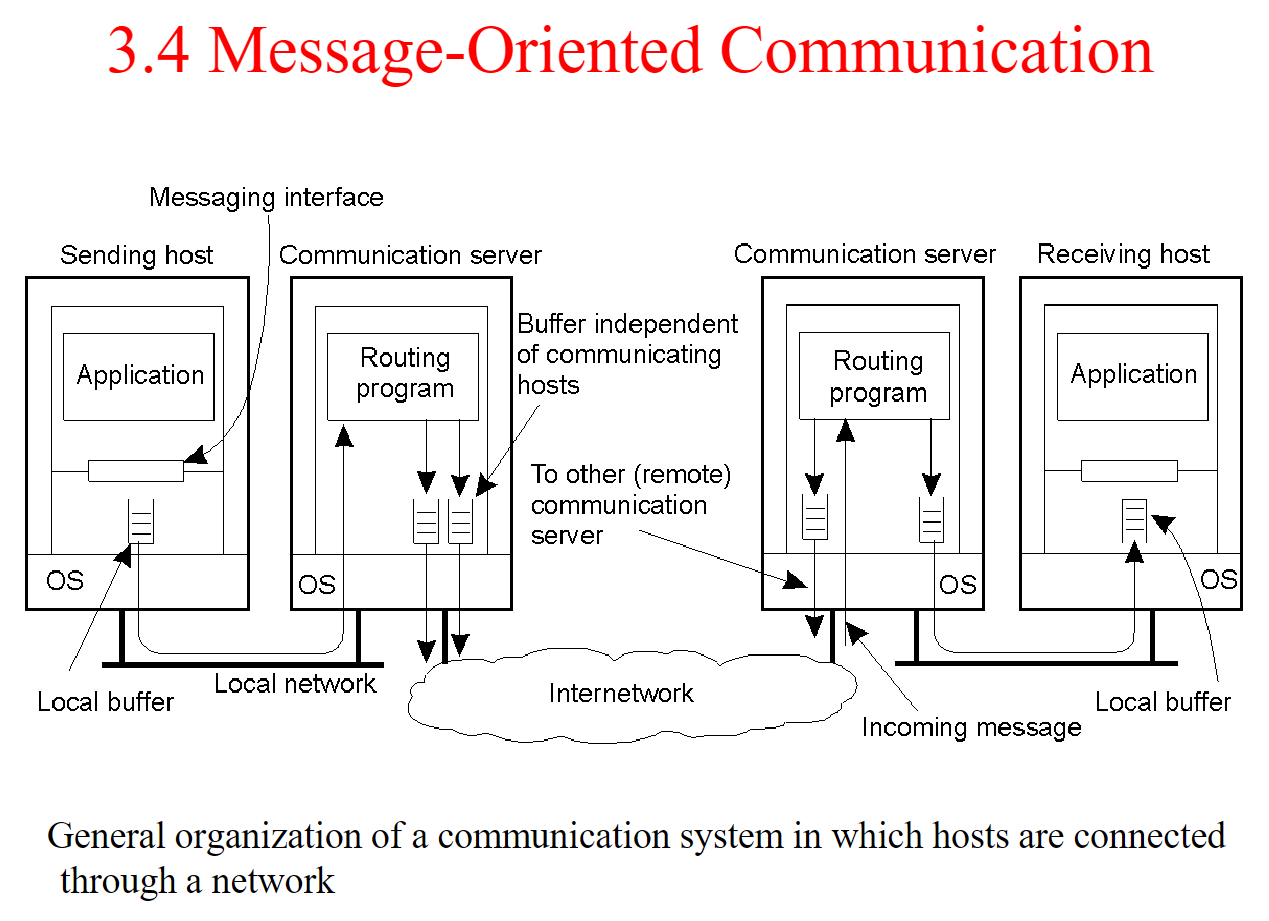 3.4 Message-Oriented Communication
Messaging interface
Sending host
Communication server
Communication server
Receiving host
Application
Routing
program
Buffer independent
of communicating
hosts
Routing
program
Application
To other (remote)
communication
server
OS
OS
OS
OS
Local buffer
Local network
Internetwork
Incoming message
Local buffer
General organization of a communication system in which hosts are connected
through a network